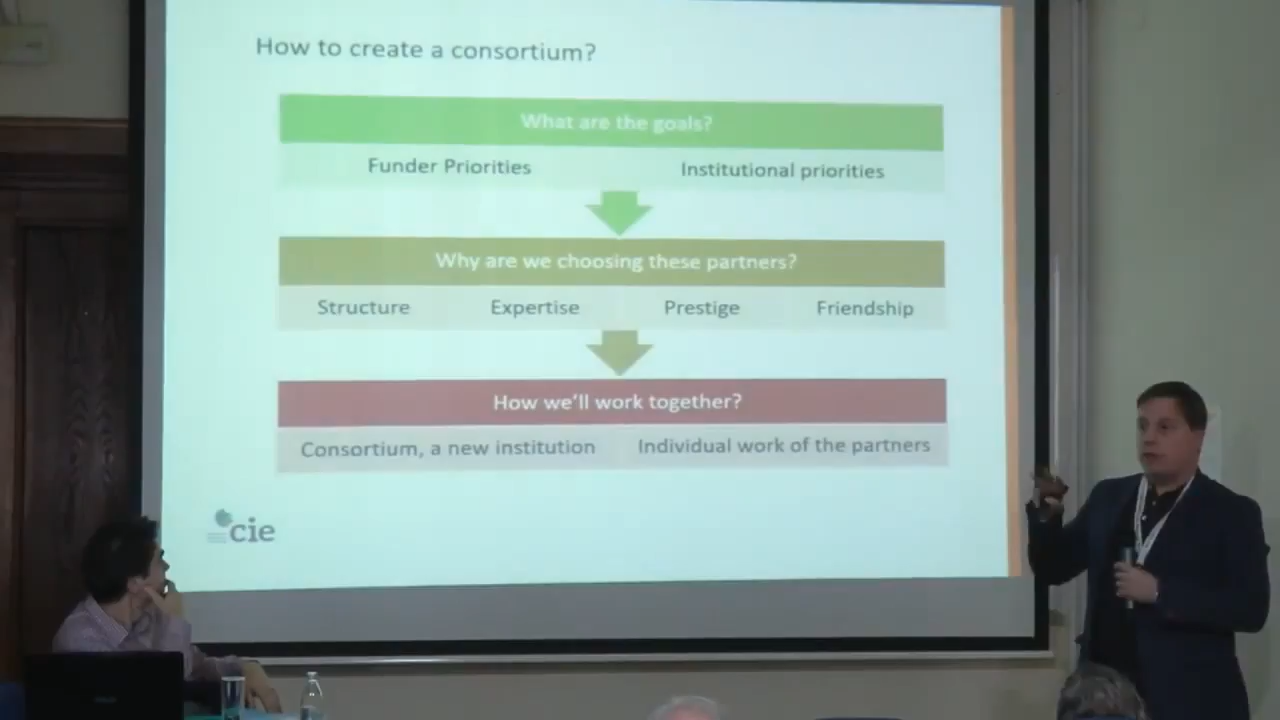 How to create a consortium?
What are the goals?
Funder Priorities Institutional priorities
Why are we choosing these partners?
Structure Expertise Prestige Friendship
How we'll work together?
Consortium, a new institution Individual work of the partners
cie